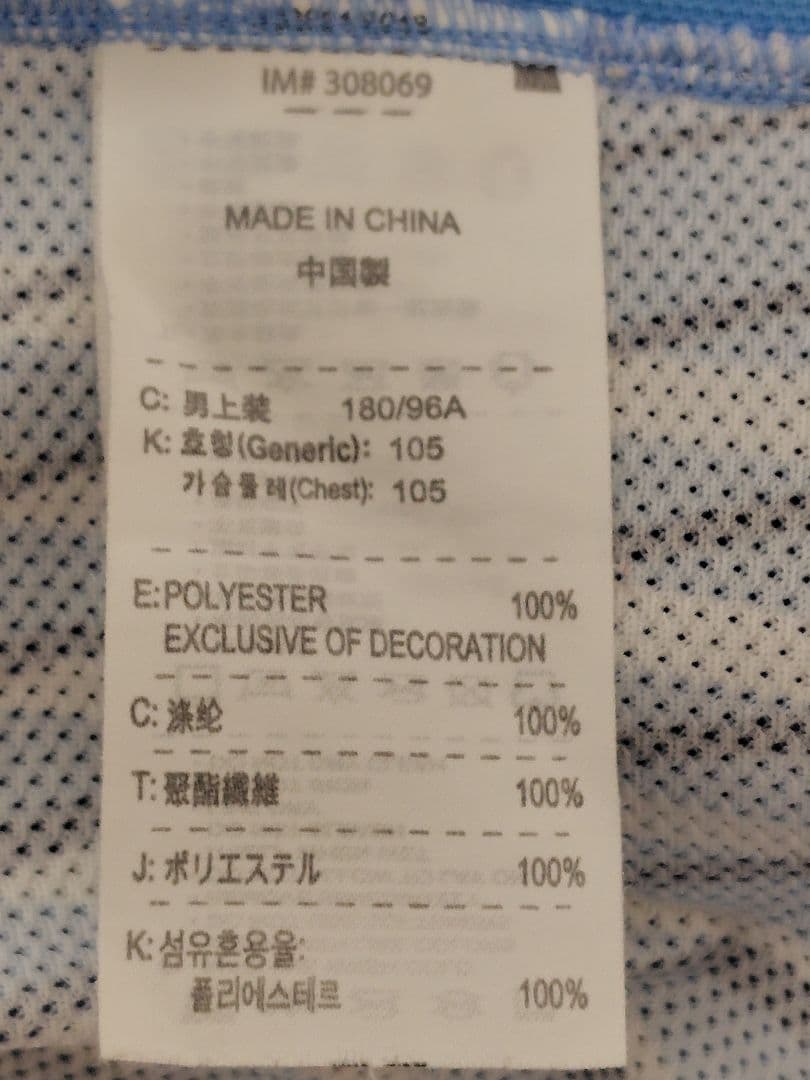 IM# 308069
MADE IN CHINA
中国製
C: 男上装 180/96A
K: 호칭(Generic): 105
가슴둘레(Chest): 105
E:POLYESTER 100%
EXCLUSIVE OF DECORATION
C: 涤纶 100%
T: 聚酯纖維 100%
J: ポリエステル 100%
K: 섬유혼용율:
폴리에스테르 100%